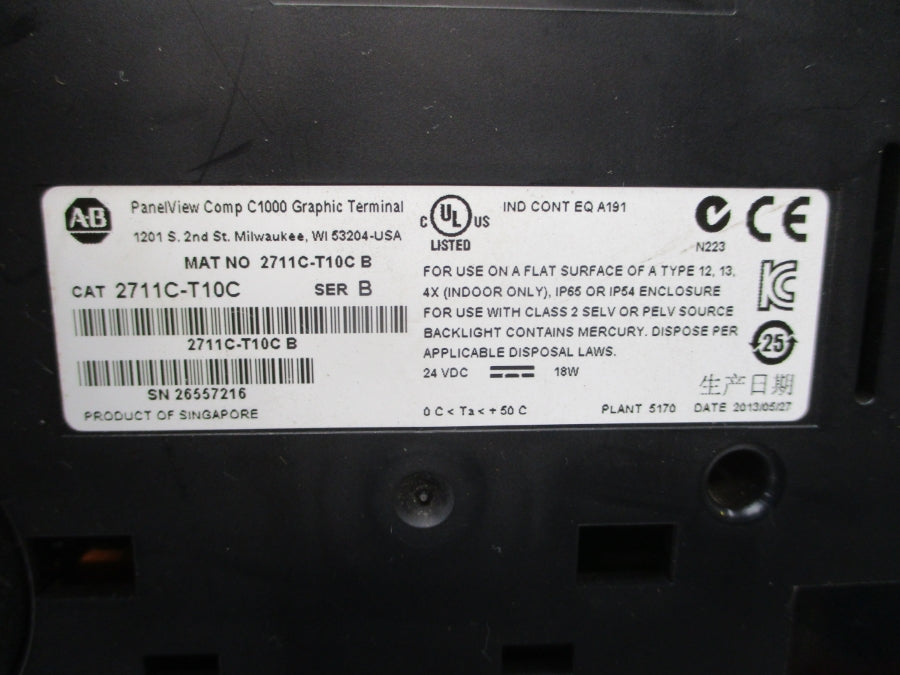 A-B
PanelView Comp C1000 Graphic Terminal
1201 S. 2nd St. Milwaukee, WI 53204-USA
MAT NO 2711C-T10C B
CAT 2711C-T10C SER B
2711C-T10C B
SN 26557216
PRODUCT OF SINGAPORE
C UL US
LISTED
IND CONT EQ A191
N223
CE
FOR USE ON A FLAT SURFACE OF A TYPE 12, 13,
4X (INDOOR ONLY), IP65 OR IP54 ENCLOSURE
FOR USE WITH CLASS 2 SELV OR PELV SOURCE
BACKLIGHT CONTAINS MERCURY. DISPOSE PER
APPLICABLE DISPOSAL LAWS.
24 VDC 18W
25
生产日期
0 C < Ta < + 50 C PLANT 5170 DATE 2013/05/27